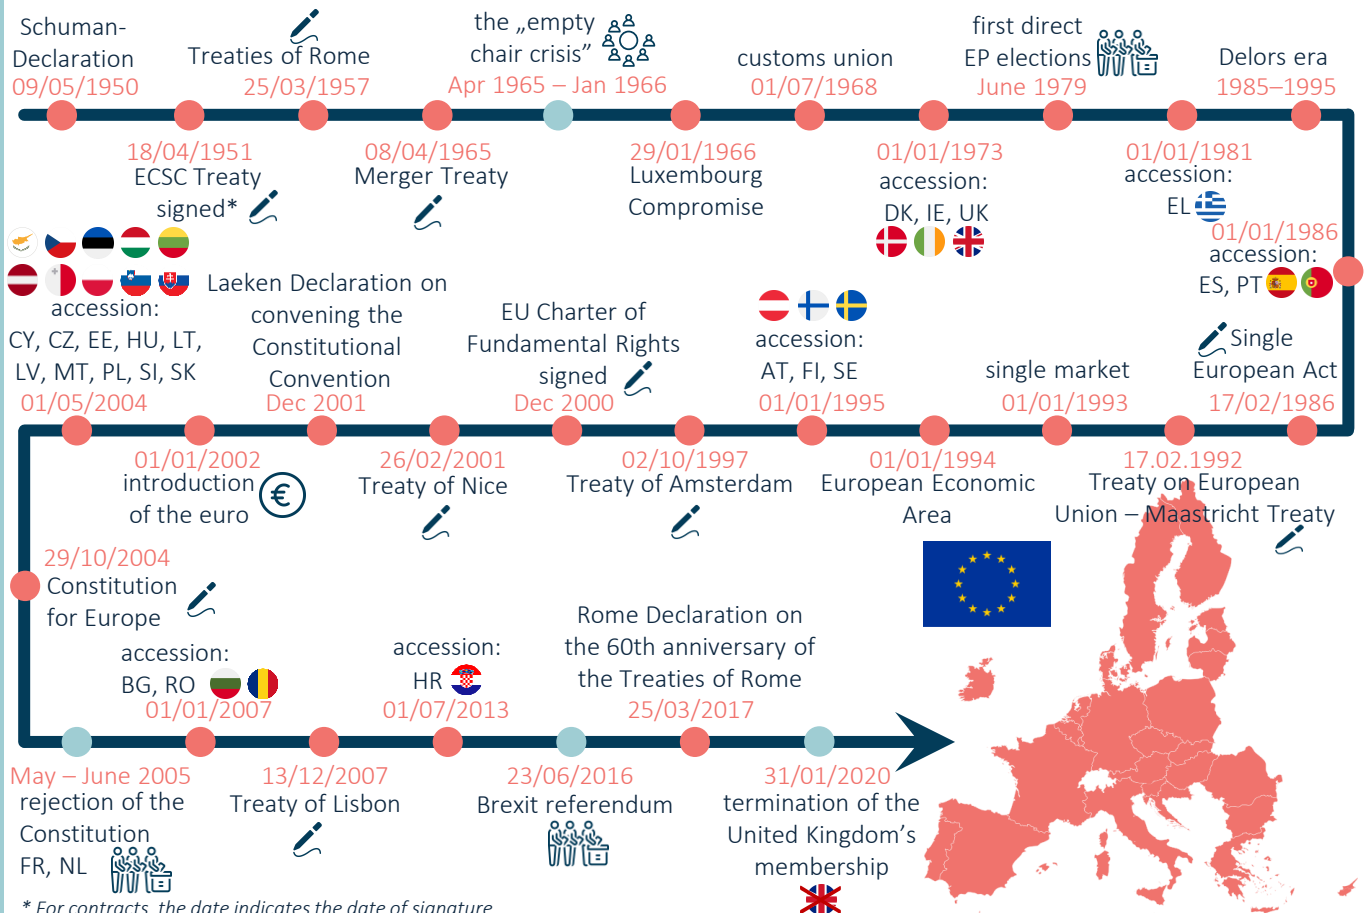 Schuman-
Declaration
09/05/1950
18/04/1951
ECSC Treaty
signed*
Treaties of Rome
25/03/1957
08/04/1965
Merger Treaty
the „empty
chair crisis”
Apr 1965 – Jan 1966
29/01/1966
Luxembourg
Compromise
customs union
01/07/1968
01/01/1973
accession:
DK, IE, UK
first direct
EP elections
June 1979
01/01/1981
accession:
EL
Delors era
1985–1995
01/01/1986
accession:
ES, PT
Single
European Act
17/02/1986
17.02.1992
Treaty on European
Union – Maastricht Treaty
single market
01/01/1993
01/01/1994
European Economic
Area
accession:
AT, FI, SE
01/01/1995
02/10/1997
Treaty of Amsterdam
EU Charter of
Fundamental Rights
signed
Dec 2000
26/02/2001
Treaty of Nice
Laeken Declaration on
convening the
Constitutional
Convention
Dec 2001
01/01/2002
introduction
of the euro
€
accession:
CY, CZ, EE, HU, LT,
LV, MT, PL, SI, SK
01/05/2004
29/10/2004
Constitution
for Europe
May – June 2005
rejection of the
Constitution
FR, NL
accession:
BG, RO
01/01/2007
13/12/2007
Treaty of Lisbon
accession:
HR
01/07/2013
23/06/2016
Brexit referendum
Rome Declaration on
the 60th anniversary of
the Treaties of Rome
25/03/2017
31/01/2020
termination of the
United Kingdom’s
membership
* For contracts, the date indicates the date of signature